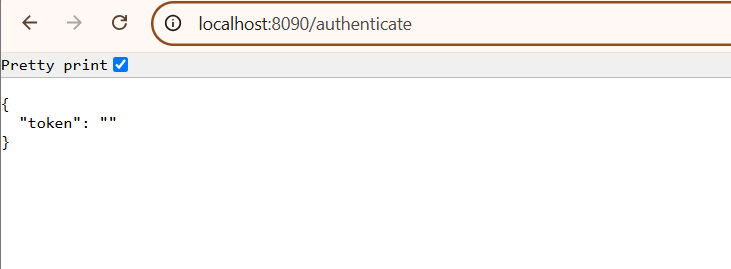 localhost:8090/authenticate
Pretty print
{
"token": ""
}